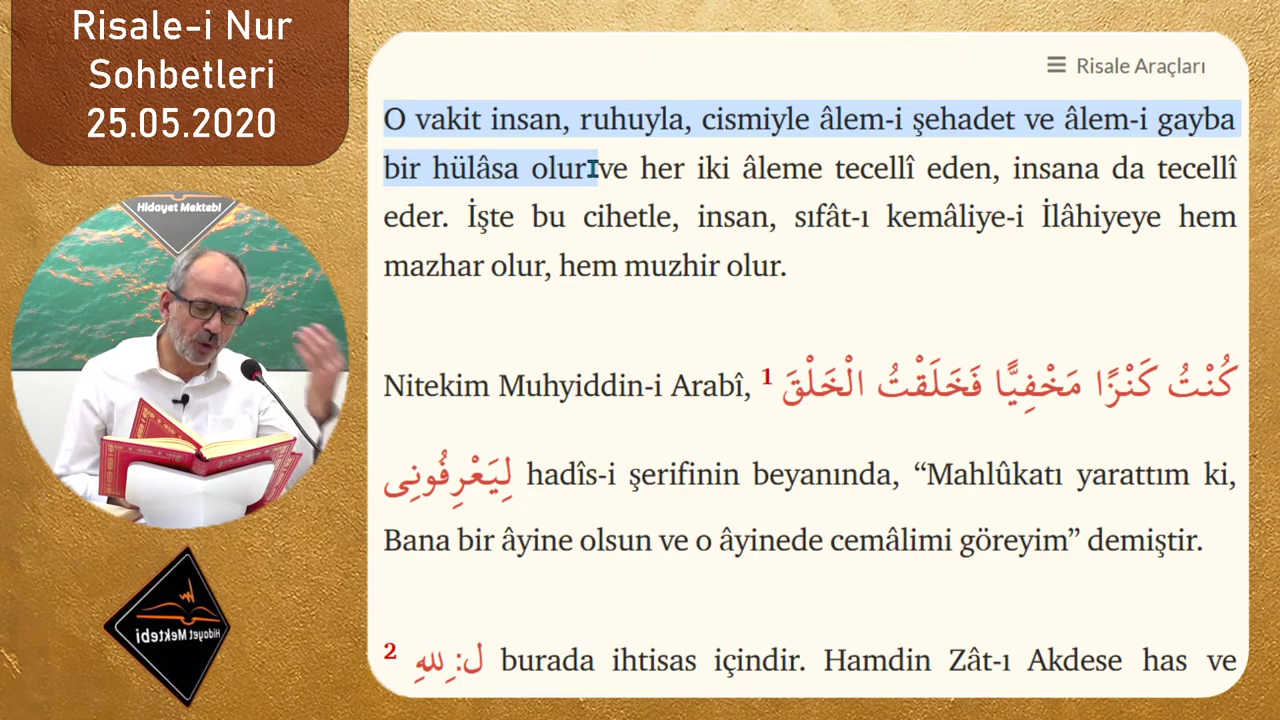 Risale-i Nur
Sohbetleri
25.05.2020
Hidayet Mektebi
Hidayet Mektebi
Risale Araçları
O vakit insan, ruhuyla, cismiyle âlem-i şehadet ve âlem-i gayba
bir hülâsa olur ve her iki âleme tecellî eden, insana da tecellî
eder. İşte bu cihetle, insan, sıfât-ı kemâliye-i İlâhiyeye hem
mazhar olur, hem muzhir olur.
Nitekim Muhyiddin-i Arabî, 1 كُنْتُ كَنْزًا مَخْفِيًّا فَخَلَقْتُ الْخَلْقَ
لِيَعْرِفُونِى hadîs-i şerifinin beyanında, “Mahlûkatı yarattım ki,
Bana bir âyine olsun ve o âyinede cemâlimi göreyim” demiştir.
2 ل: لِلهِ burada ihtisas içindir. Hamdin Zât-ı Akdese has ve